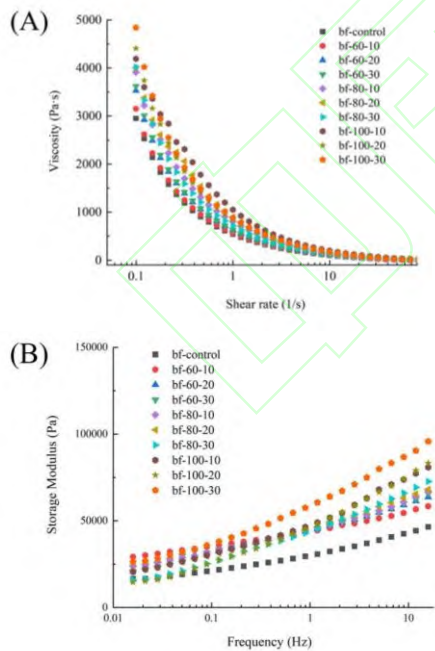 (A)
5000
4000
3000
2000
1000
0
Viscosity (Pa·s)
bf-control
bf-60-10
bf-60-20
bf-60-30
bf-80-10
bf-80-20
bf-80-30
bf-100-10
bf-100-20
bf-100-30
0.1 1 10
Shear rate (1/s)
(B)
150000
100000
50000
0
Storage Modulus (Pa)
bf-control
bf-60-10
bf-60-20
bf-60-30
bf-80-10
bf-80-20
bf-80-30
bf-100-10
bf-100-20
bf-100-30
0.01 0.1 1 10
Frequency (Hz)